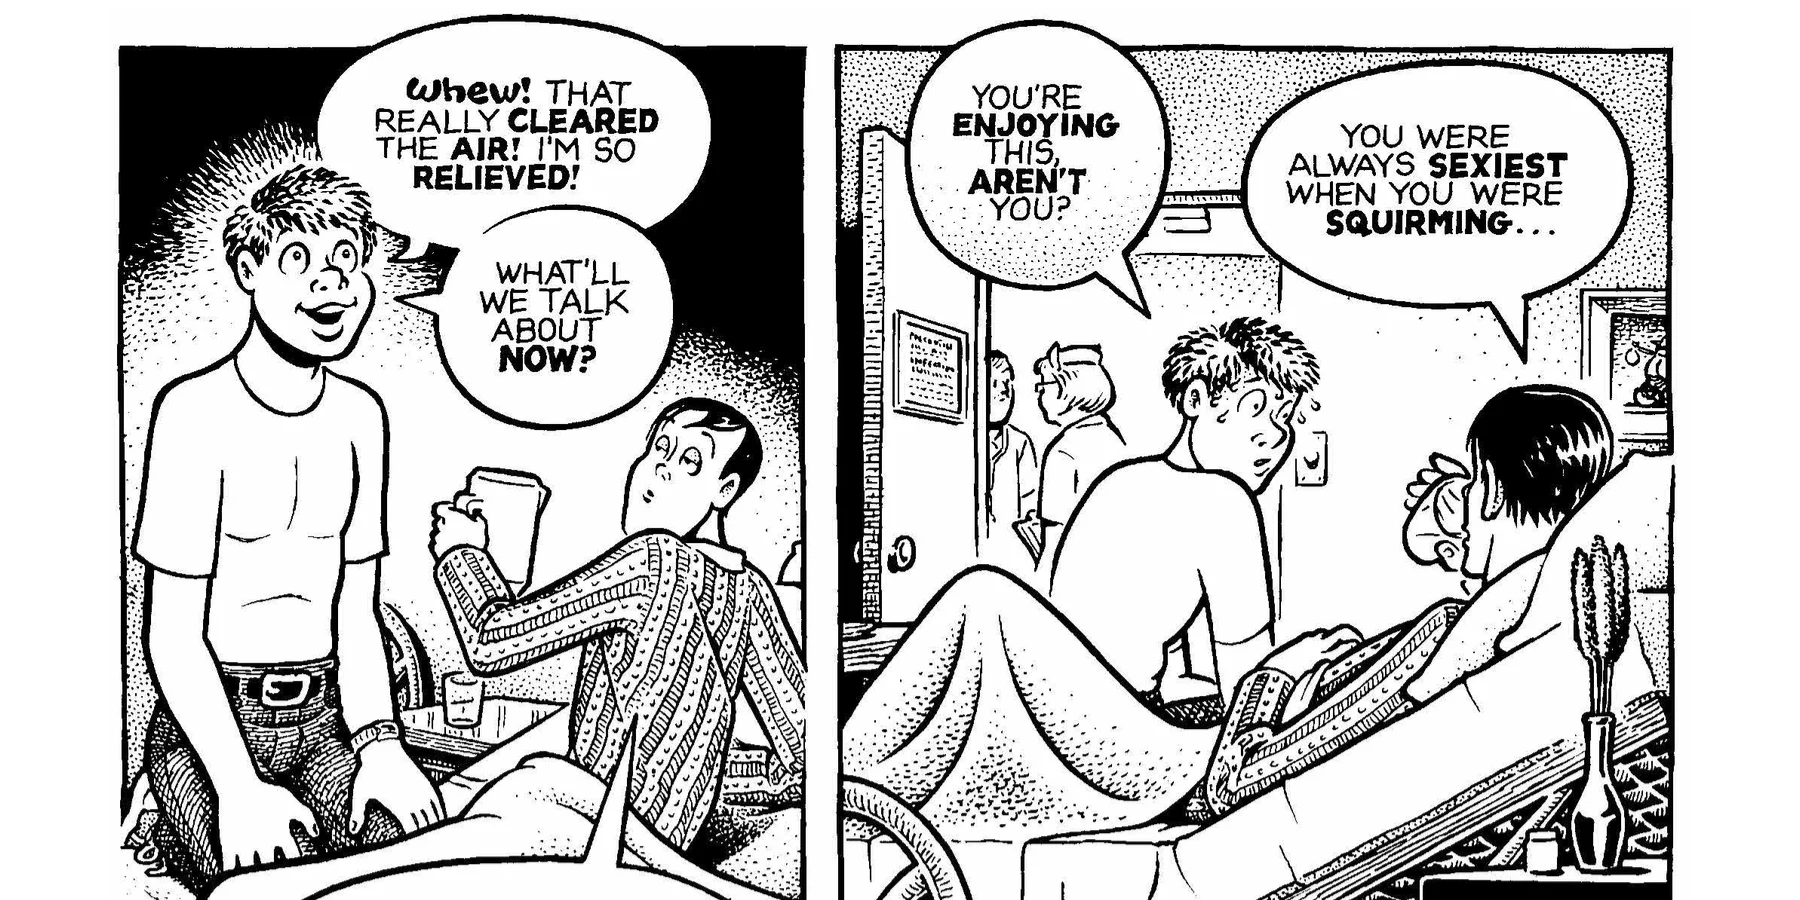 Whew! THAT
REALLY CLEARED
THE AIR! I'M SO
RELIEVED!
WHAT'LL
WE TALK
ABOUT
NOW?
YOU'RE
ENJOYING
THIS,
AREN'T
YOU?
YOU WERE
ALWAYS SEXIEST
WHEN YOU WERE
SQUIRMING...